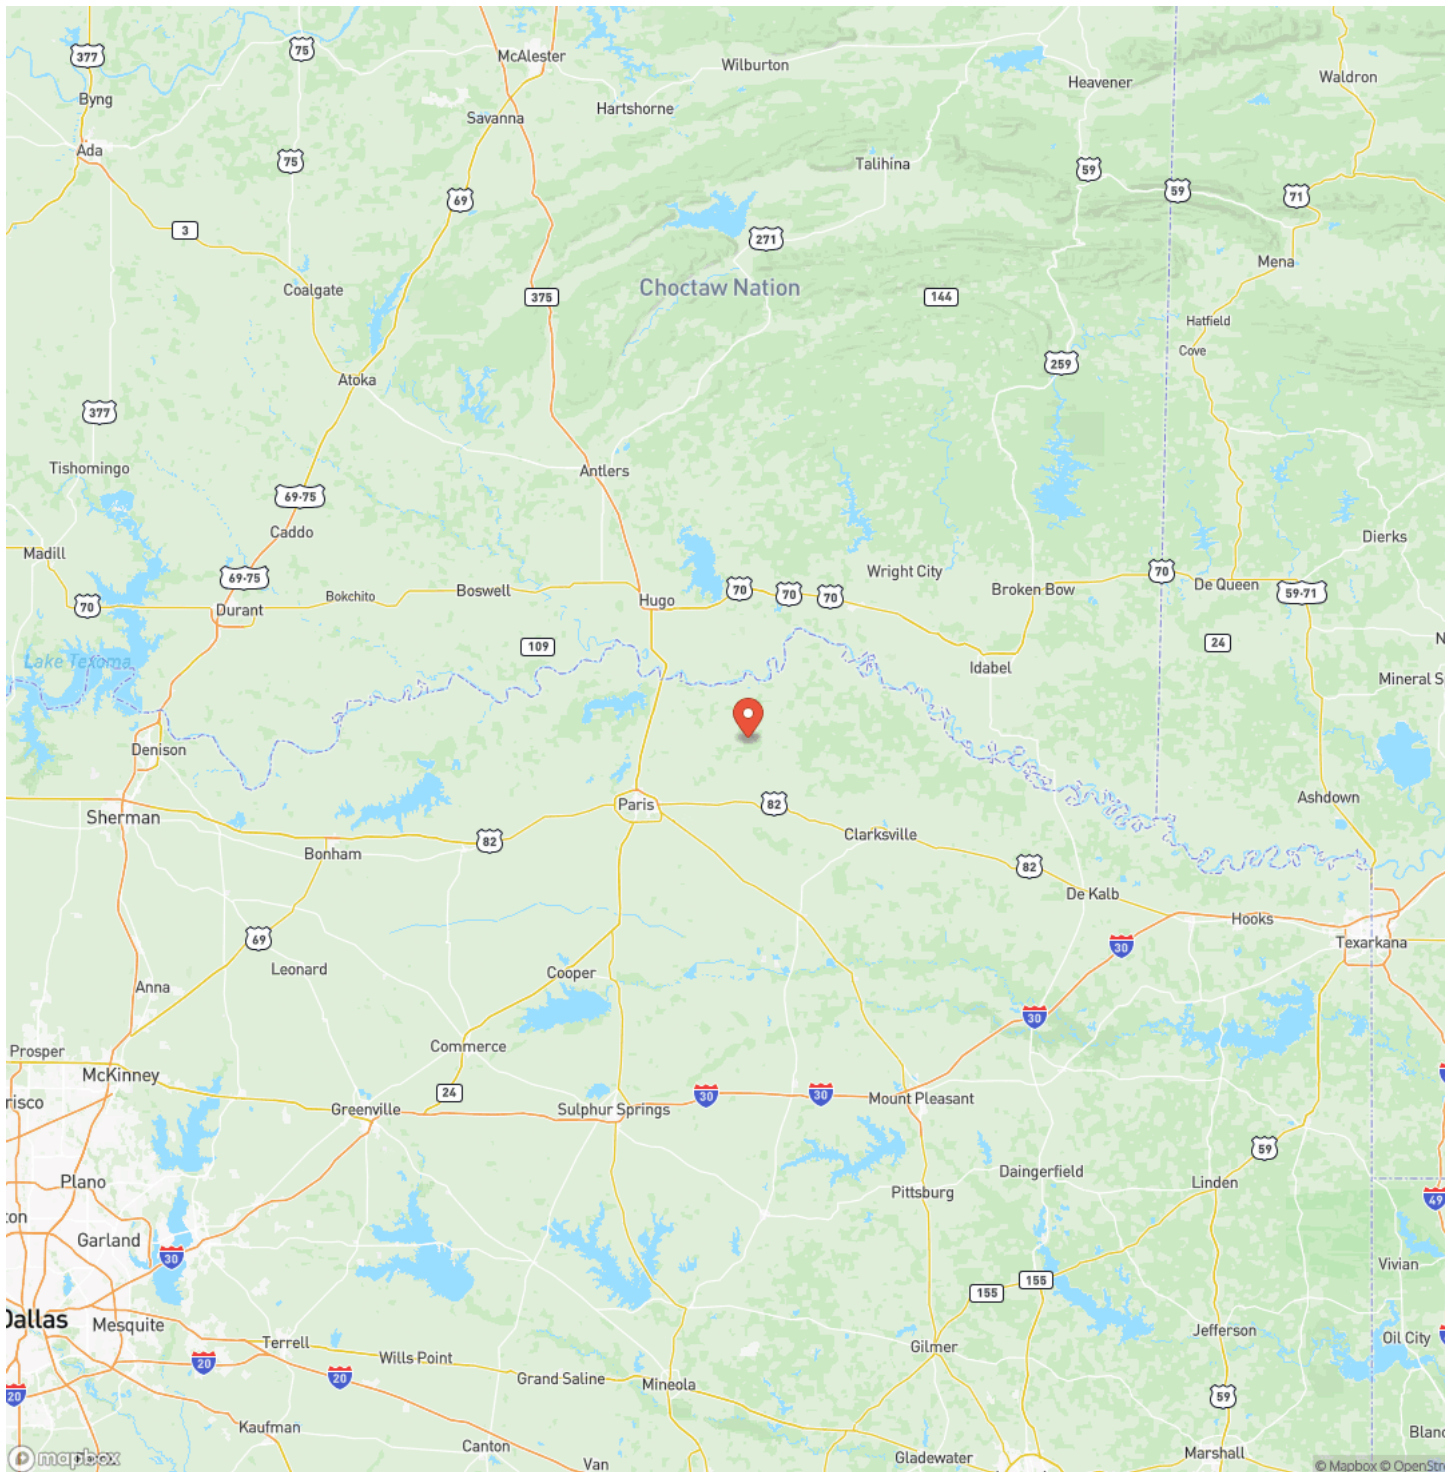 377
75
McAlester
Wilburton
Heavener
Waldron
Byng
Hartshorne
Savanna
Ada
75
Talihina
59
59
71
69
3
271
Mena
Coalgate
Choctaw Nation
375
144
Hatfield
Cove
Atoka
259
377
Tishomingo
Antlers
69-75
Caddo
Dierks
Madill
69-75
Wright City
70
De Queen
Boswell
Broken Bow
70
Durant
Bokchito
Hugo
70
70
70
59-71
109
24
Lake Texoma
Idabel
Mineral S
Denison
Ashdown
Sherman
Paris
82
82
Clarksville
Bonham
82
De Kalb
69
Hooks
Texarkana
30
Leonard
Cooper
Anna
30
Prosper
Commerce
McKinney
24
30
30
Mount Pleasant
risco
Greenville
Sulphur Springs
59
Daingerfield
Plano
Pittsburg
Linden
49
ton
Garland
30
Vivian
155
155
Dallas
Mesquite
Terrell
Jefferson
Oil City
Gilmer
20
Wills Point
20
Grand Saline
Mineola
20
59
Kaufman
Canton
Blanc
Van
Gladewater
Marshall
mapbox
© Mapbox © OpenStr